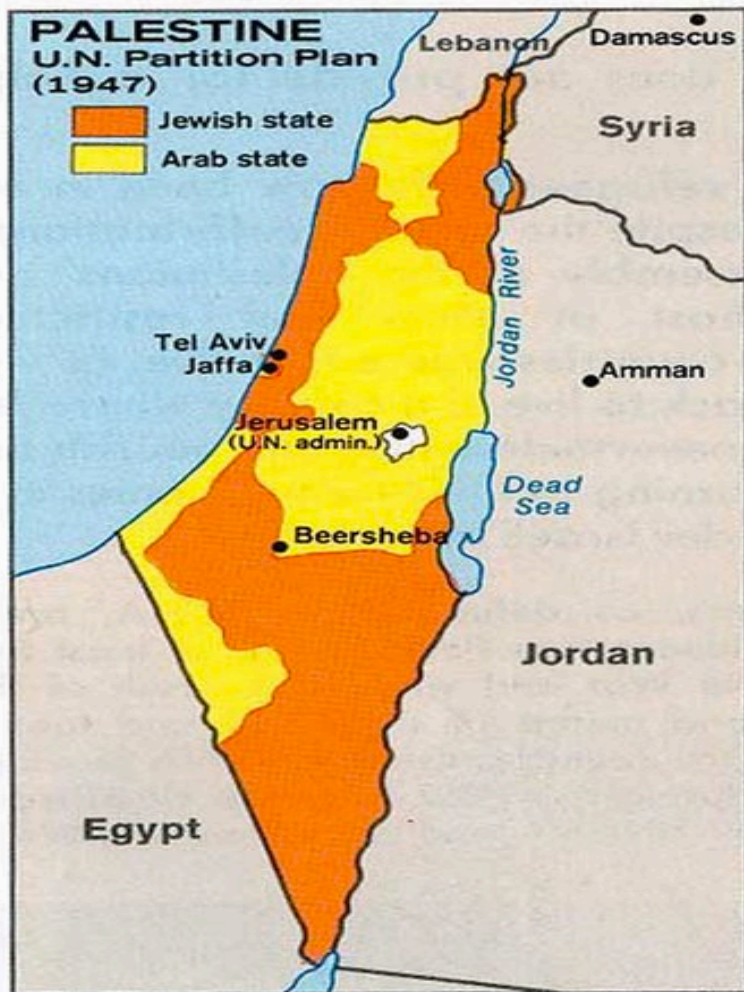 PALESTINE
U.N. Partition Plan
(1947)
Jewish state
Arab state
Lebanon
Damascus
Syria
Jordan River
Tel Aviv
Jaffa
Amman
Jerusalem
(U.N. admin.)
Dead
Sea
Beersheba
Jordan
Egypt